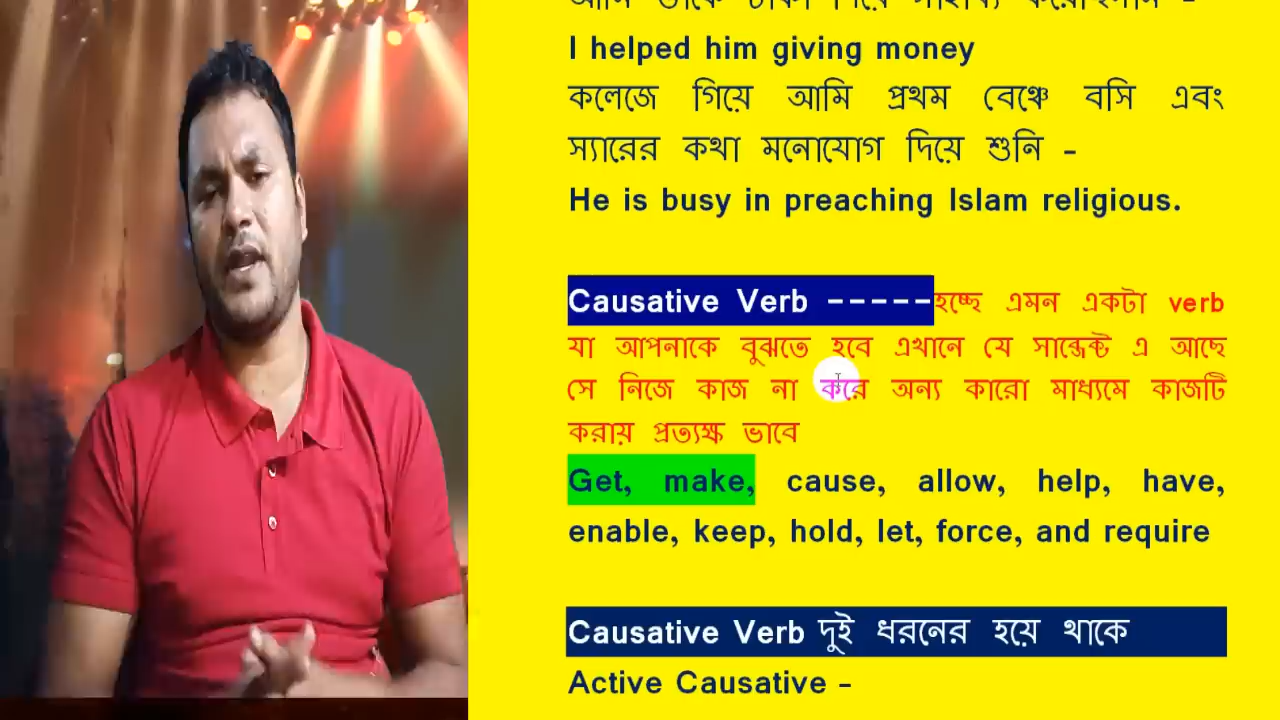 I helped him giving money
কলেজে গিয়ে আমি প্রথম বেঞ্চে বসি এবং
স্যারের কথা মনোযোগ দিয়ে শুনি -
He is busy in preaching Islam religious.
Causative Verb -----হচ্ছে এমন একটা verb
যা আপনাকে বুঝতে হবে এখানে যে সাব্জেক্ট এ আছে
সে নিজে কাজ না করে অন্য কারো মাধ্যমে কাজটি
করায় প্রত্যক্ষ ভাবে
Get, make, cause, allow, help, have,
enable, keep, hold, let, force, and require
Causative Verb দুই ধরনের হয়ে থাকে
Active Causative -